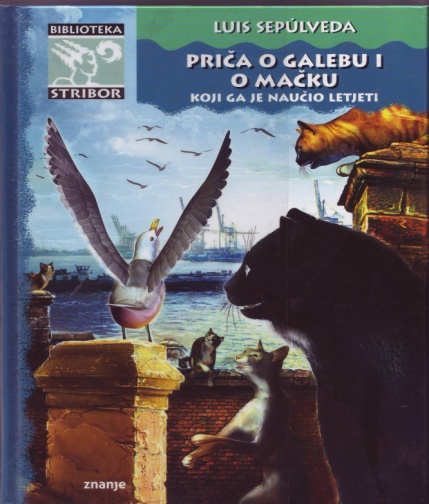 BIBLIOTEKA
STRIBOR
LUIS SEPÚLVEDA
PRIČA O GALEBU I
O MAČKU
KOJI GA JE NAUČIO LETJETI
znanje